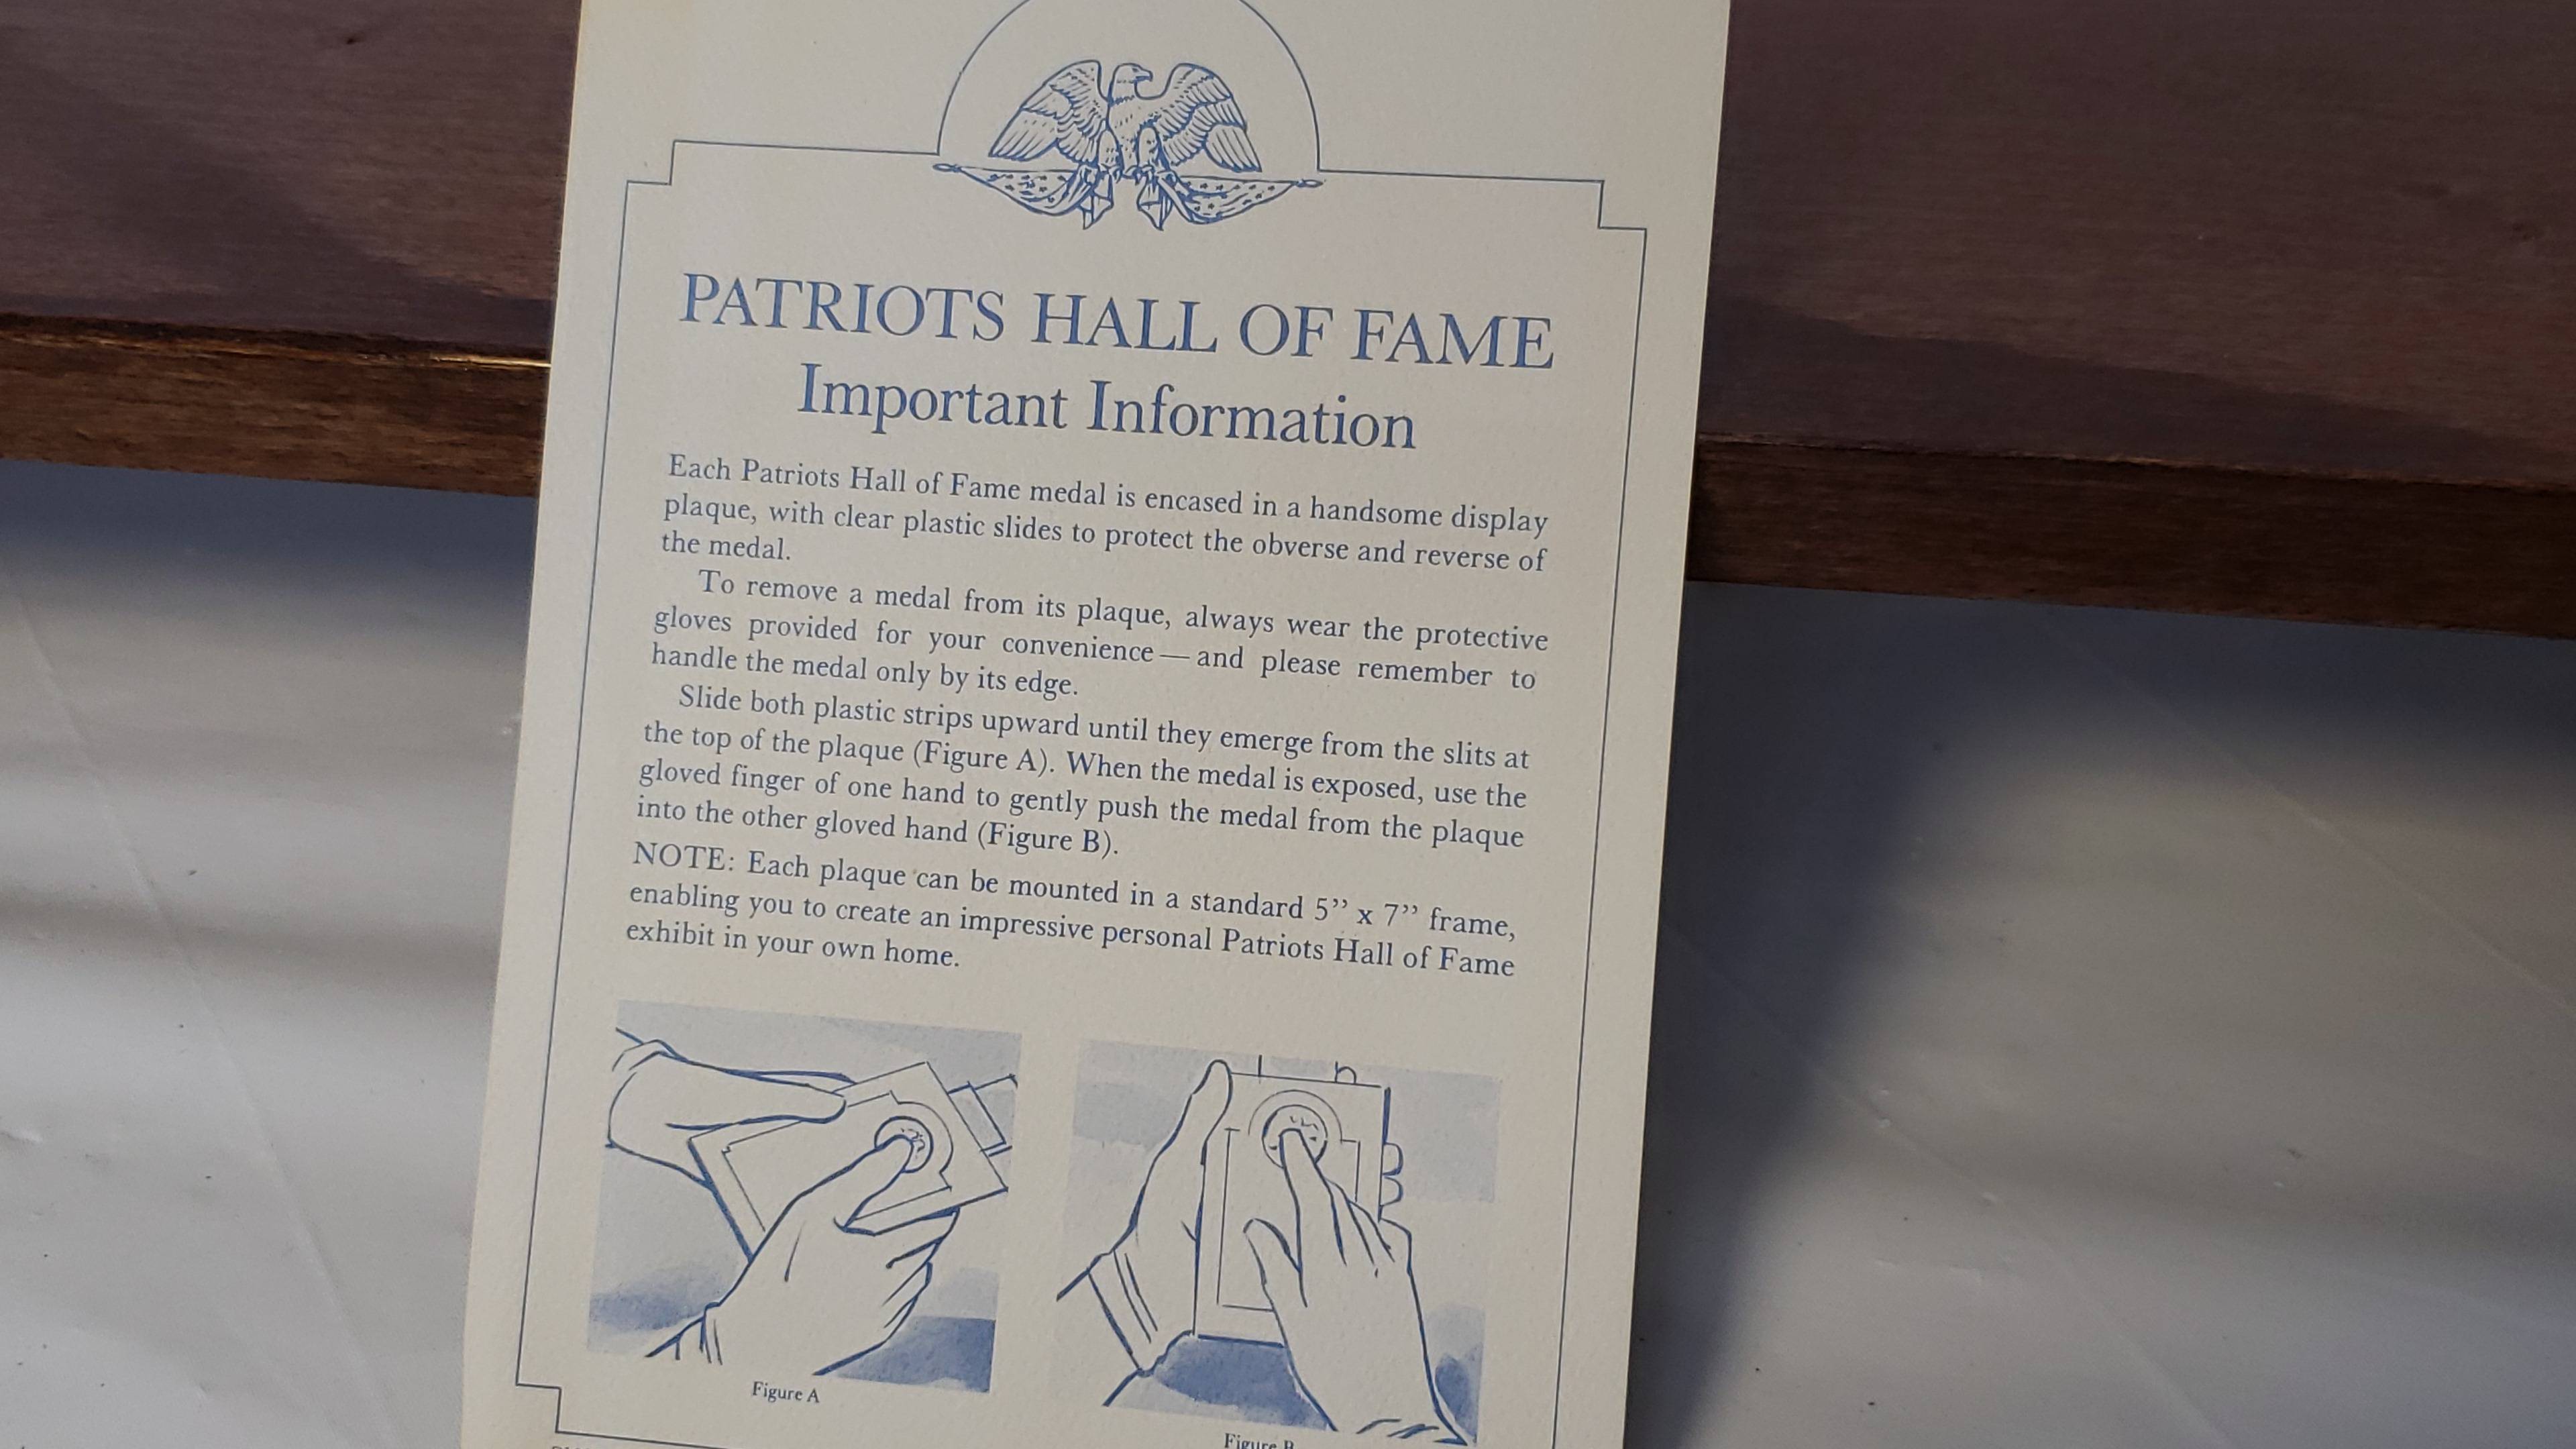 PATRIOTS HALL OF FAME
Important Information
Each Patriots Hall of Fame medal is encased in a handsome display
plaque, with clear plastic slides to protect the obverse and reverse of
the medal.
To remove a medal from its plaque, always wear the protective
gloves provided for your convenience — and please remember to
handle the medal only by its edge.
Slide both plastic strips upward until they emerge from the slits at
the top of the plaque (Figure A). When the medal is exposed, use the
gloved finger of one hand to gently push the medal from the plaque
into the other gloved hand (Figure B).
NOTE: Each plaque can be mounted in a standard 5” x 7” frame,
enabling you to create an impressive personal Patriots Hall of Fame
exhibit in your own home.
Figure A
Figure B